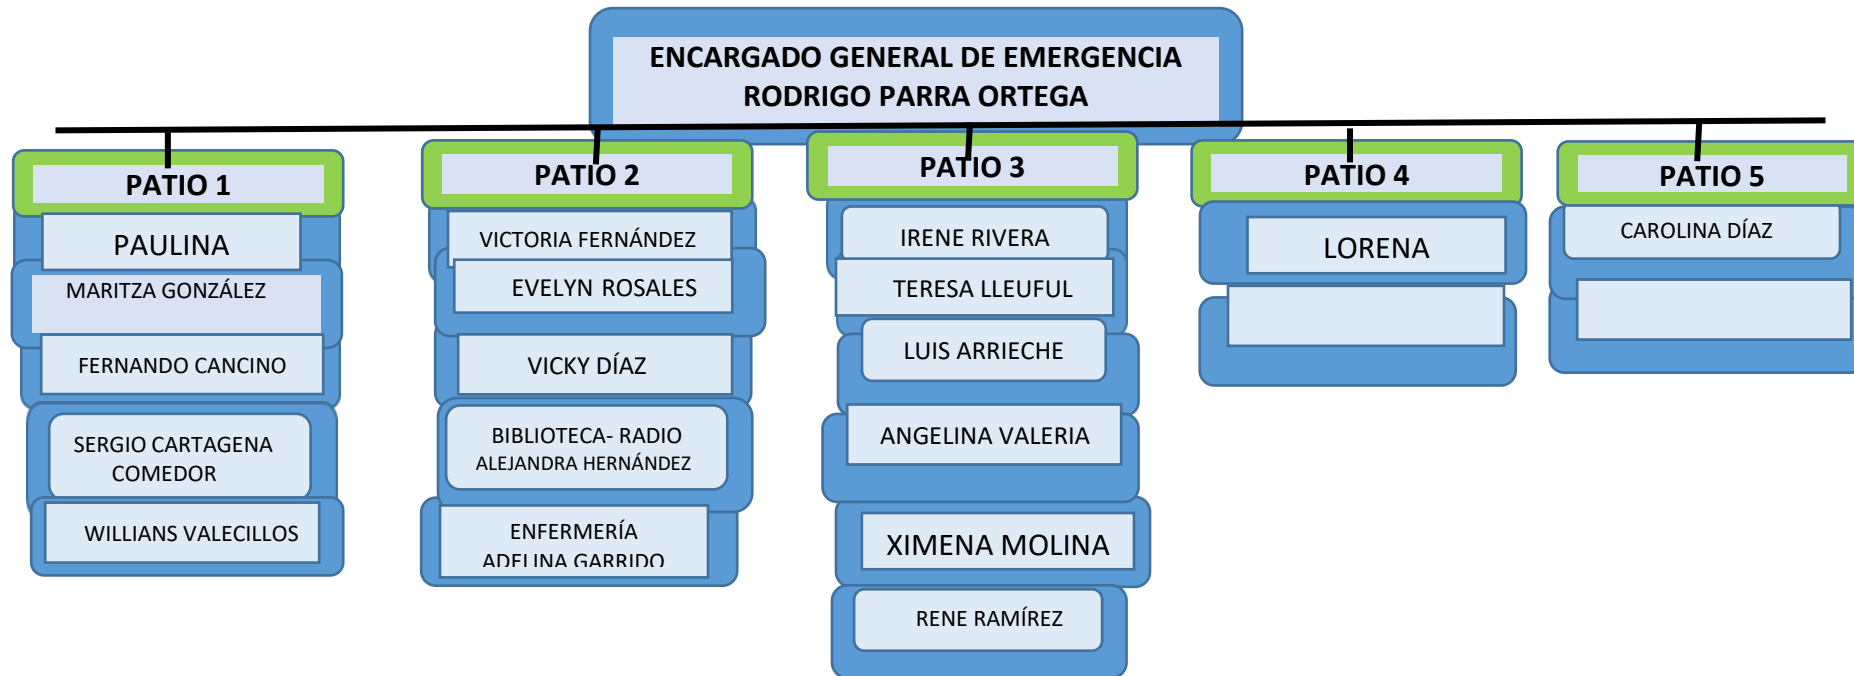 ENCARGADO GENERAL DE EMERGENCIA
RODRIGO PARRA ORTEGA
PATIO 1
PAULINA
MARITZA GONZÁLEZ
FERNANDO CANCINO
SERGIO CARTAGENA
COMEDOR
WILLIANS VALECILLOS
PATIO 2
VICTORIA FERNÁNDEZ
EVELYN ROSALES
VICKY DÍAZ
BIBLIOTECA- RADIO
ALEJANDRA HERNÁNDEZ
ENFERMERÍA
ADELINA GARRIDO
PATIO 3
IRENE RIVERA
TERESA LLEUFUL
LUIS ARRIECHE
ANGELINA VALERIA
XIMENA MOLINA
RENE RAMÍREZ
PATIO 4
LORENA
PATIO 5
CAROLINA DÍAZ